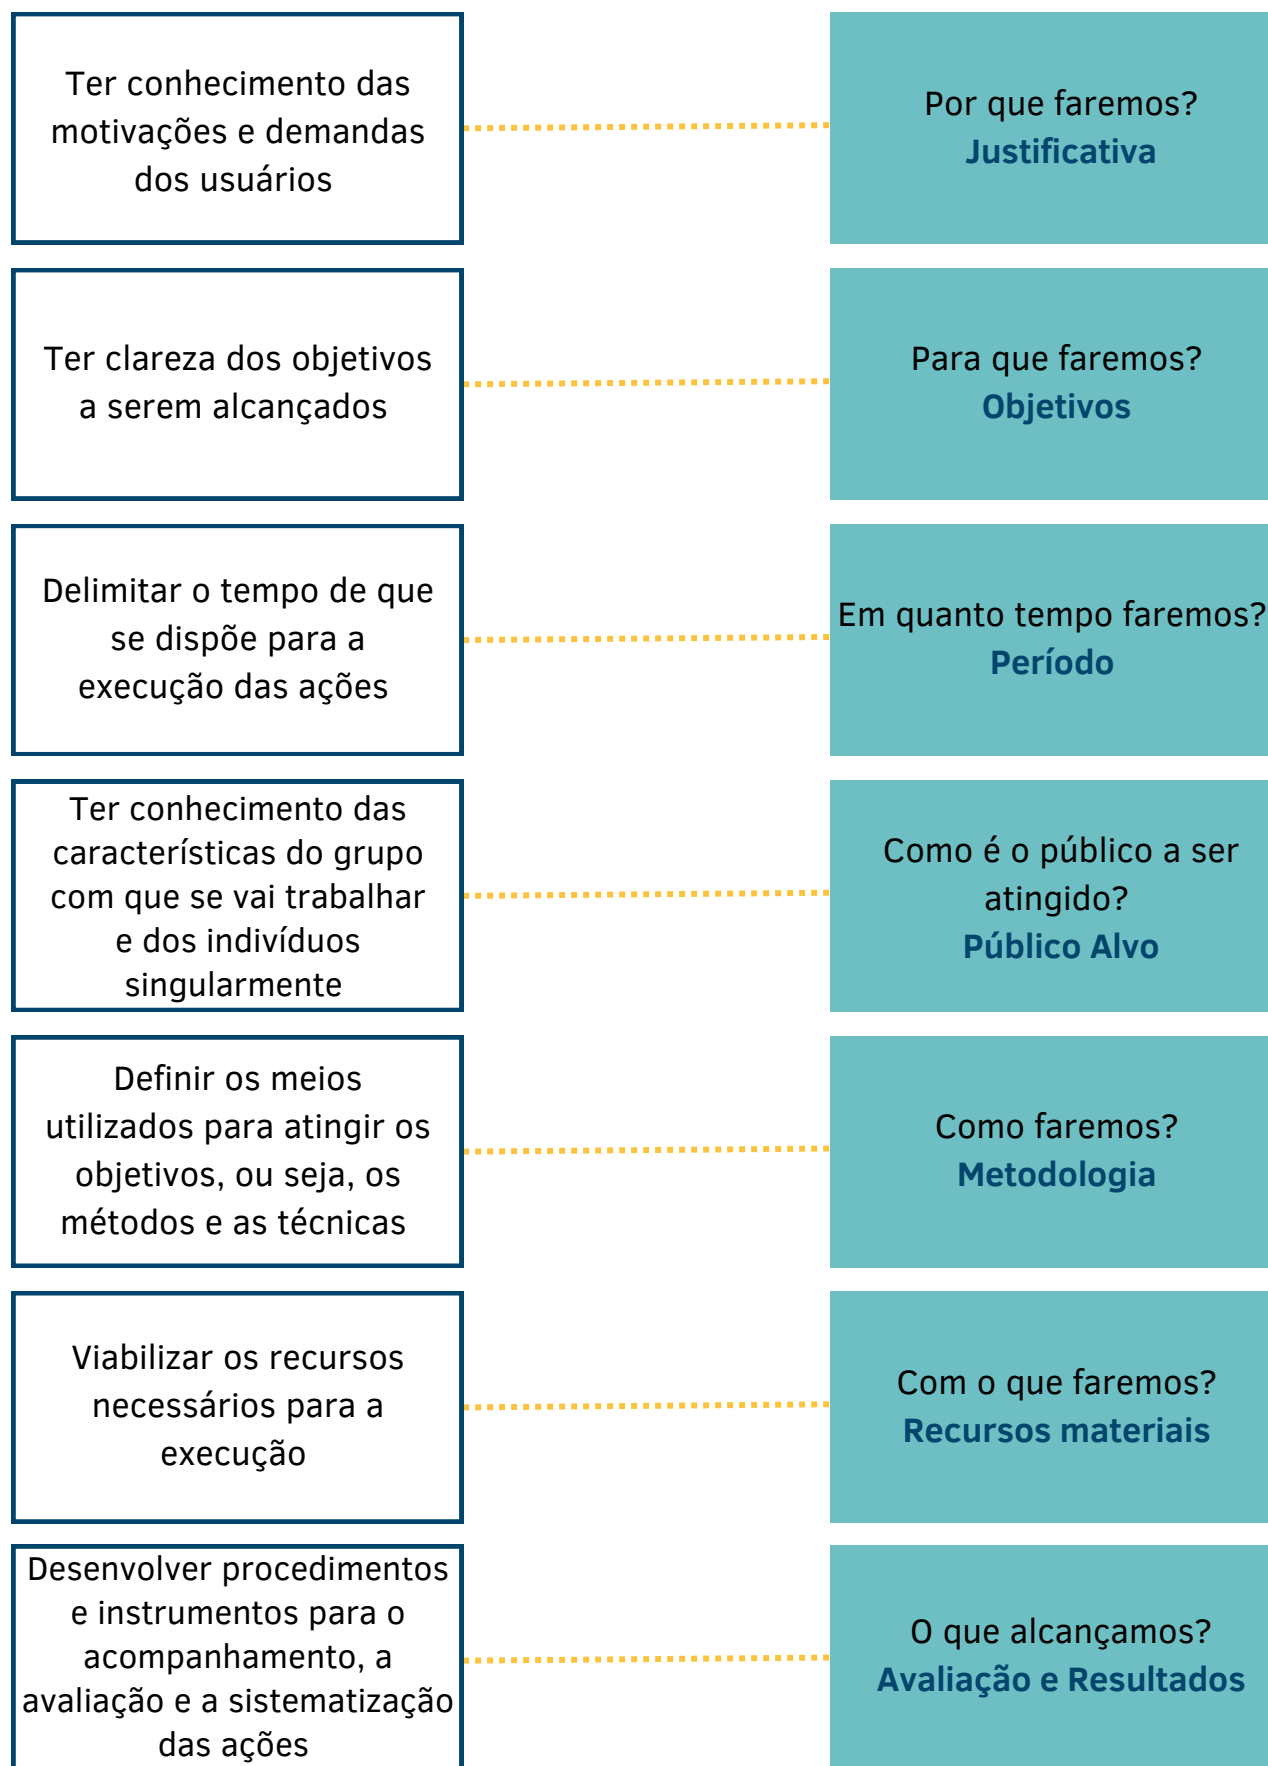 Ter conhecimento das
motivações e demandas
dos usuários
Por que faremos?
Justificativa
Ter clareza dos objetivos
a serem alcançados
Para que faremos?
Objetivos
Delimitar o tempo de que
se dispõe para a
execução das ações
Em quanto tempo faremos?
Período
Ter conhecimento das
características do grupo
com que se vai trabalhar
e dos indivíduos
singularmente
Como é o público a ser
atingido?
Público Alvo
Definir os meios
utilizados para atingir os
objetivos, ou seja, os
métodos e as técnicas
Como faremos?
Metodologia
Viabilizar os recursos
necessários para a
execução
Com o que faremos?
Recursos materiais
Desenvolver procedimentos
e instrumentos para o
acompanhamento, a
avaliação e a sistematização
das ações
O que alcançamos?
Avaliação e Resultados